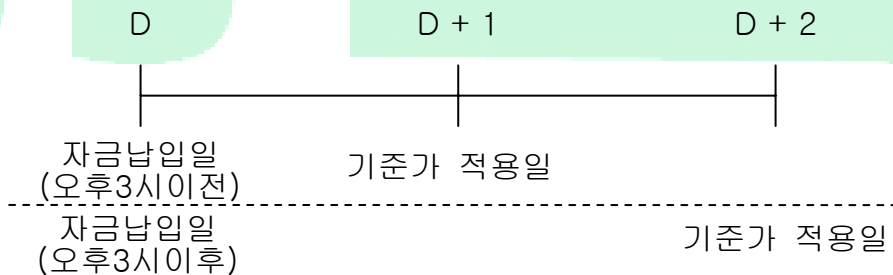 D D + 1 D + 2
자금납입일
(오후3시이전)
기준가 적용일
자금납입일
(오후3시이후)
기준가 적용일